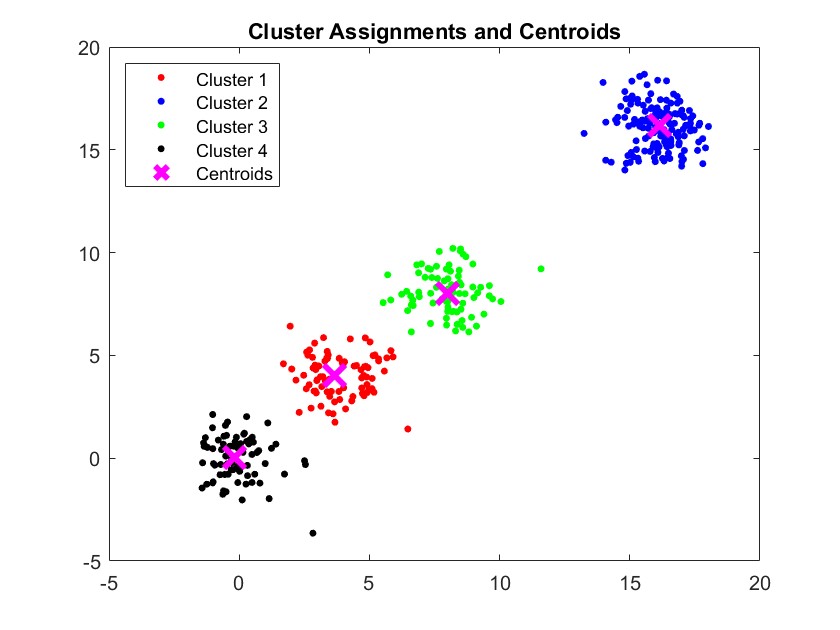 Cluster Assignments and Centroids
20
15
10
5
0
-5
Cluster 1
Cluster 2
Cluster 3
Cluster 4
Centroids
-5 0 5 10 15 20